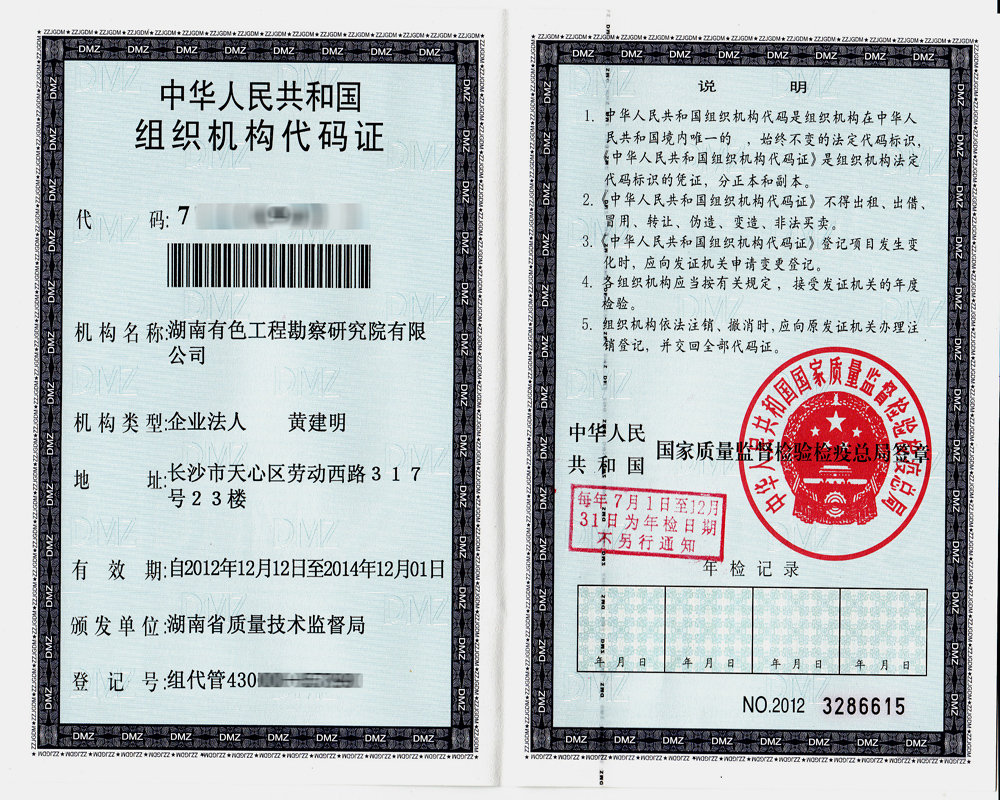 中华人民共和国
组织机构代码证
代 码: 7
机构名称:湖南有色工程勘察研究院有限
公司
机构类型:企业法人 黄建明
地 址:长沙市天心区劳动西路317
号23楼
有 效 期:自2012年12月12日至2014年12月01日
颁发单位:湖南省质量技术监督局
登 记 号:组代管430
说 明
1. 中华人民共和国组织机构代码是组织机构在中华人
民共和国境内唯一的 、始终不变的法定代码标识,
《中华人民共和国组织机构代码证》是组织机构法定
代码标识的凭证,分正本和副本。
2. 《中华人民共和国组织机构代码证》不得出租、出借、
冒用、转让、伪造、变造、非法买卖。
3. 《中华人民共和国组织机构代码证》登记项目发生变
化时,应向发证机关申请变更登记。
4. 各组织机构应当按有关规定,接受发证机关的年度
检验。
5. 组织机构依法注销、撤消时,应向原发证机关办理注
销登记,并交回全部代码证。
中华人民
共和国 国家质量监督检验检疫总局签章
中华人民共和国国家质量监督检验检疫总局
每年7月1日至12月
31日为年检日期
不另行通知
年检记录
年 月 日 年 月 日 年 月 日 年 月 日
NO.2012 3286615